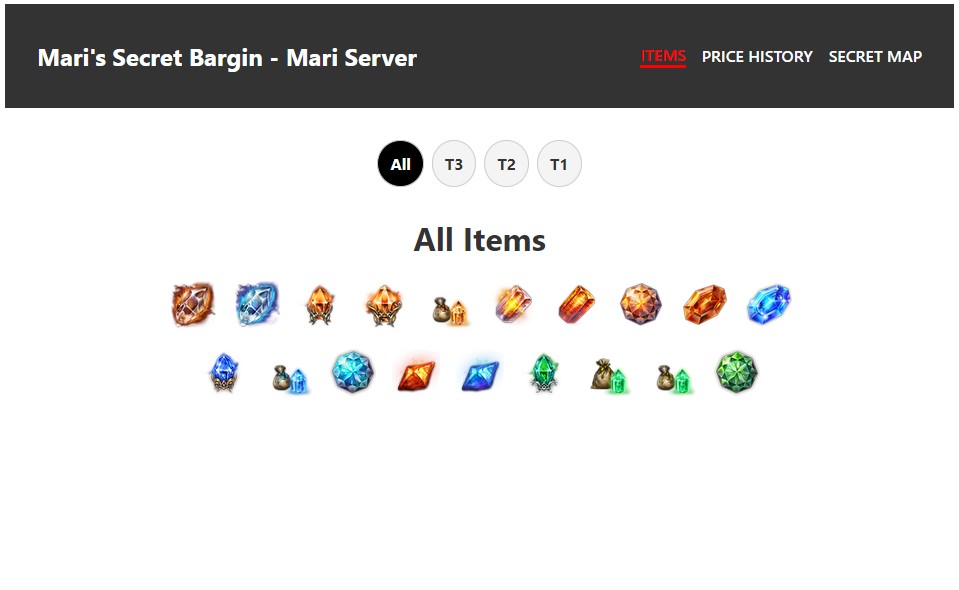 Mari's Secret Bargin - Mari Server
ITEMS PRICE HISTORY SECRET MAP
All T3 T2 T1
All Items